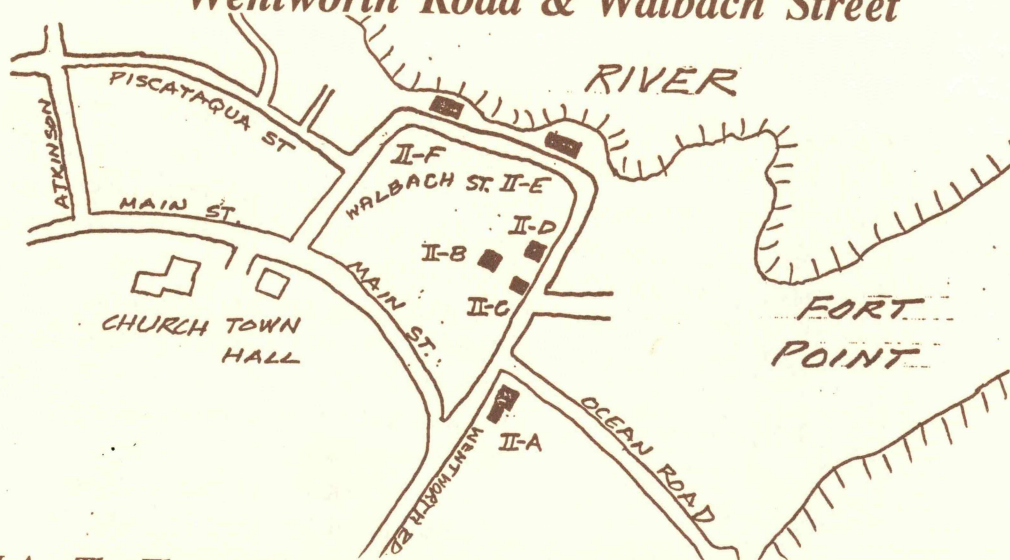 Wentworth Road & Walbach Street
RIVER
PISCATAQUA ST
ATKINSON
II-F
WALBACH ST. II-E
MAIN ST.
II-D
II-B
MAIN ST.
II-C
CHURCH TOWN HALL
FORT POINT
OCEAN ROAD
II-A
WENTWORTH RD